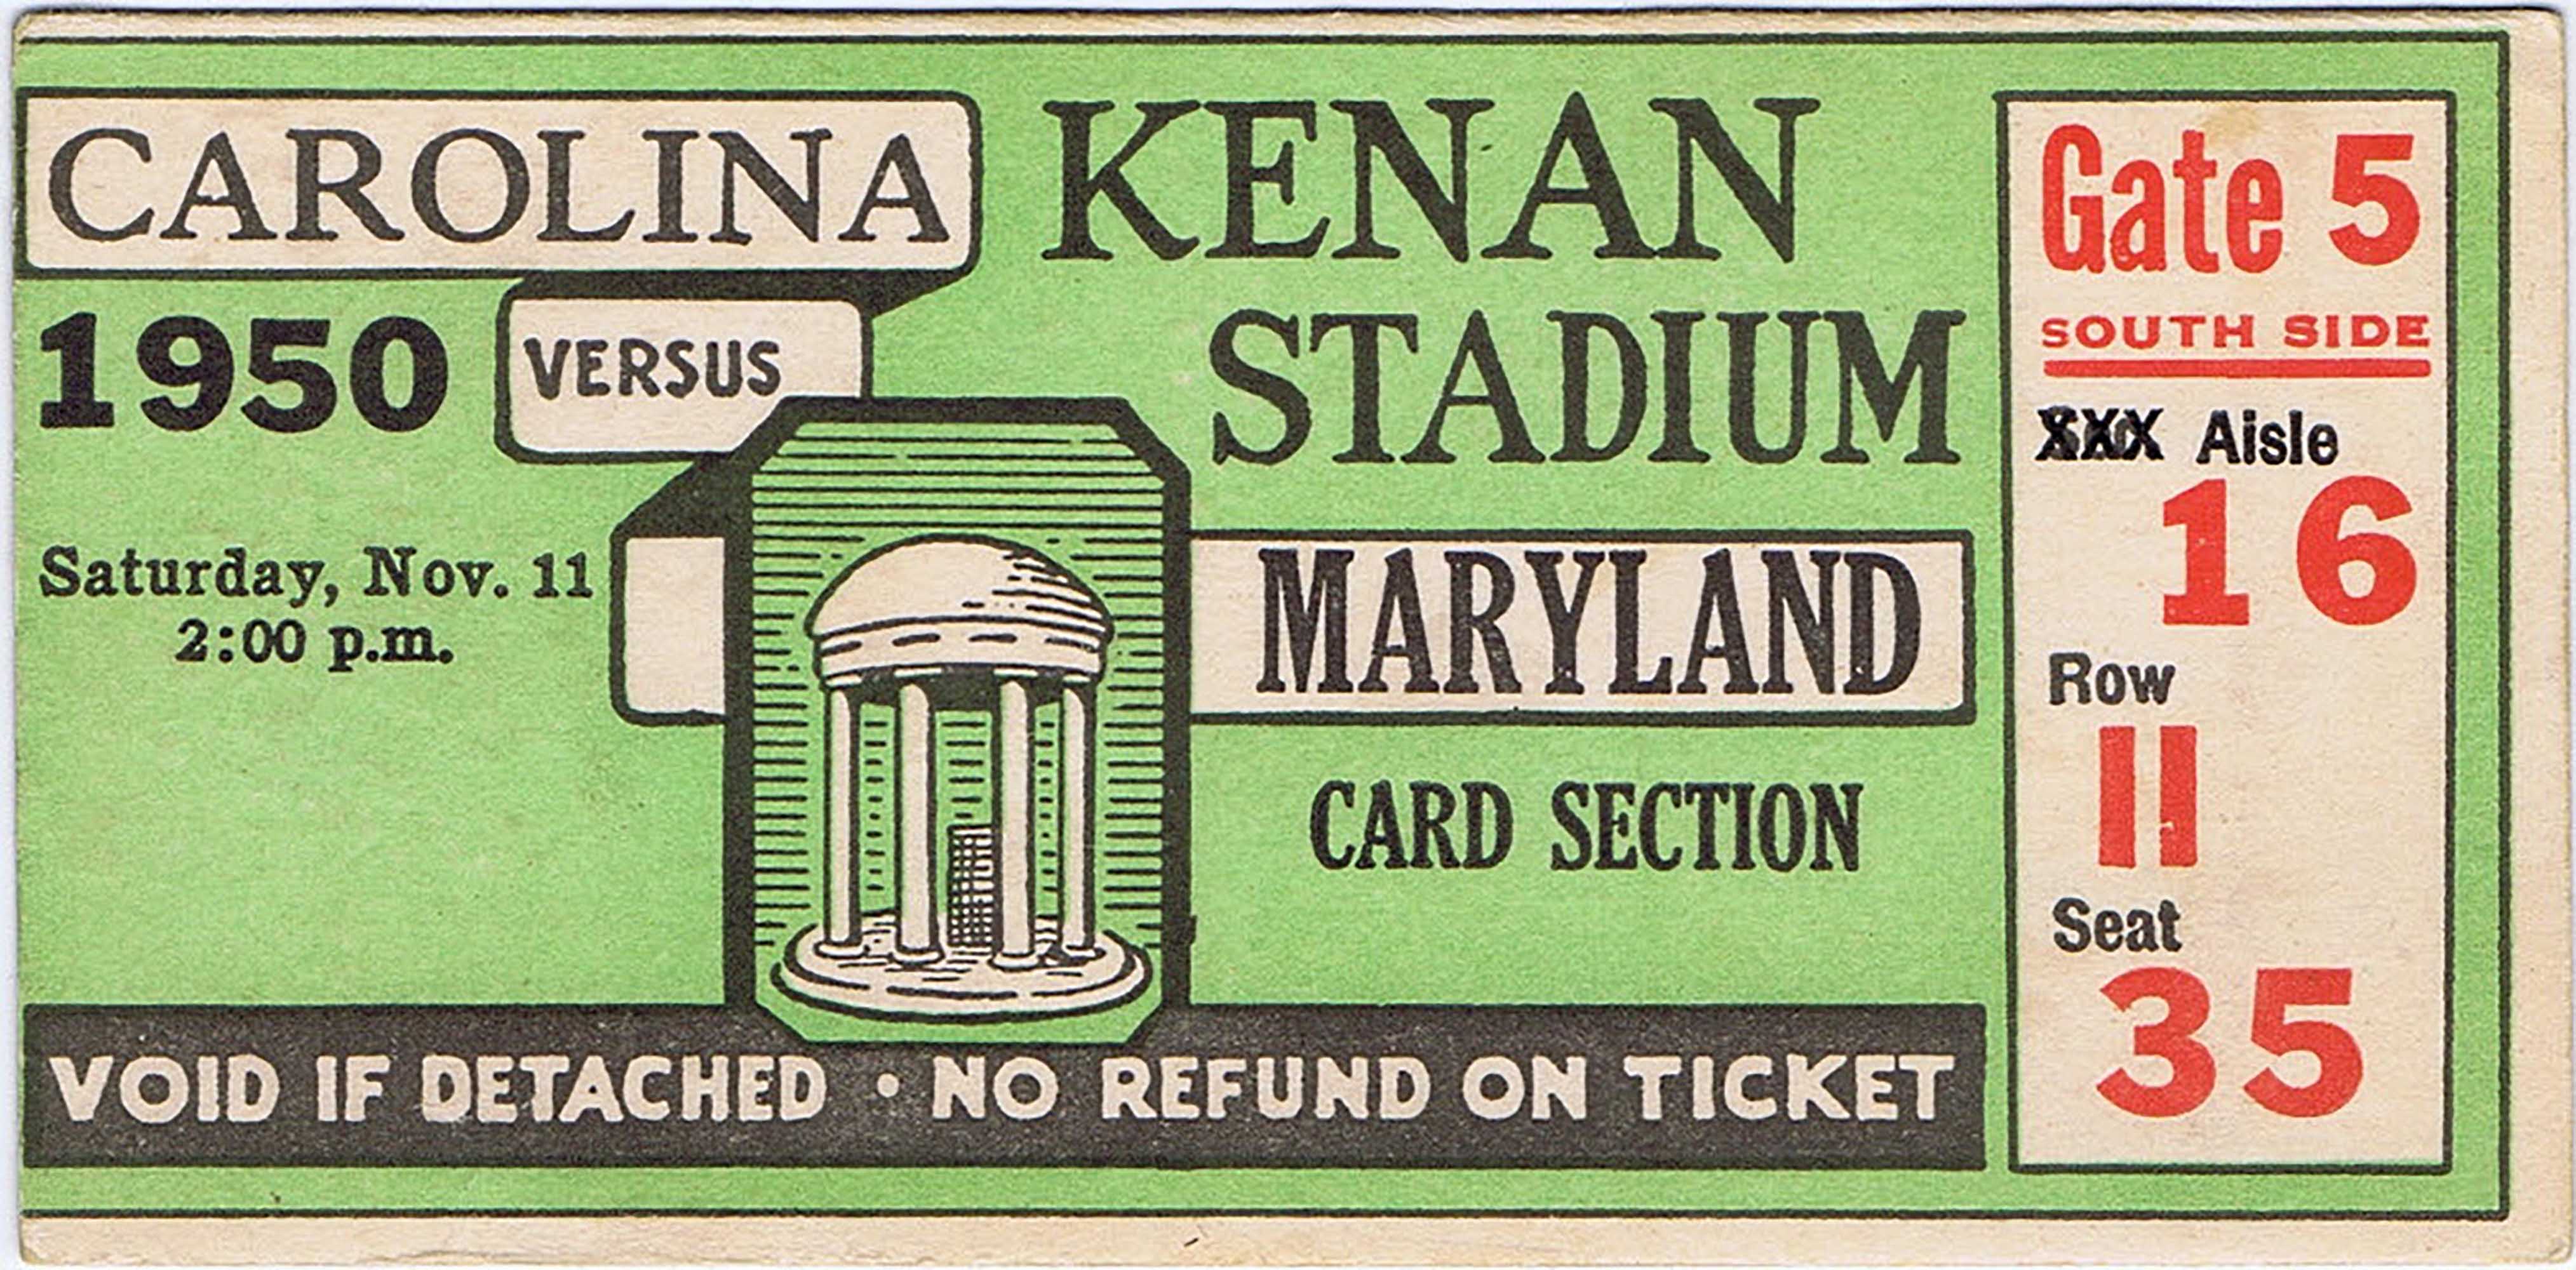 CAROLINA
KENAN
STADIUM
1950
VERSUS
Saturday, Nov. 11
2:00 p.m.
MARYLAND
CARD SECTION
VOID IF DETACHED • NO REFUND ON TICKET
Gate 5
SOUTH SIDE
XXX Aisle
16
Row
11
Seat
35